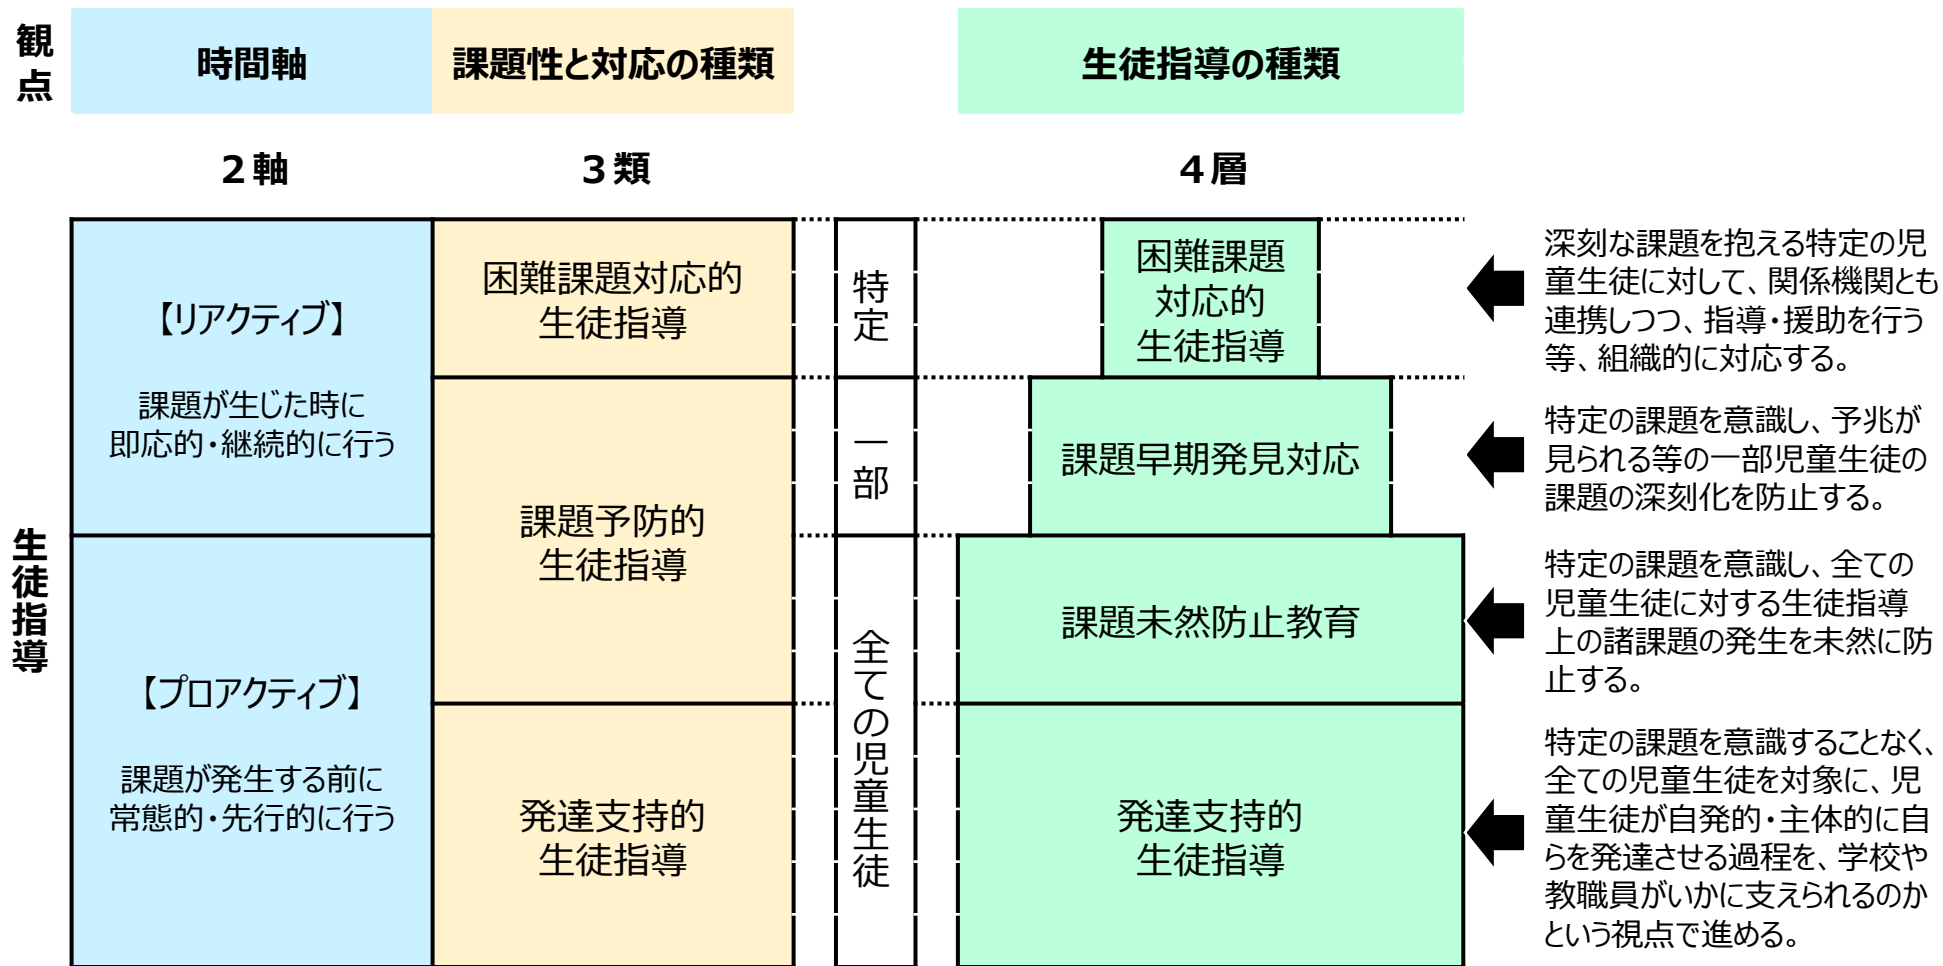 観点
時間軸
課題性と対応の種類
生徒指導の種類
２軸
３類
４層
生徒指導
【リアクティブ】
課題が生じた時に
即応的・継続的に行う
【プロアクティブ】
課題が発生する前に
常態的・先行的に行う
困難課題対応的
生徒指導
課題予防的
生徒指導
発達支持的
生徒指導
特定
一部
全ての児童生徒
困難課題
対応的
生徒指導
課題早期発見対応
課題未然防止教育
発達支持的
生徒指導
深刻な課題を抱える特定の児
童生徒に対して、関係機関とも
連携しつつ、指導・援助を行う
等、組織的に対応する。
特定の課題を意識し、予兆が
見られる等の一部児童生徒の
課題の深刻化を防止する。
特定の課題を意識し、全ての
児童生徒に対する生徒指導
上の諸課題の発生を未然に防
止する。
特定の課題を意識することなく、
全ての児童生徒を対象に、児
童生徒が自発的・主体的に自
らを発達させる過程を、学校や
教職員がいかに支えられるのか
という視点で進める。